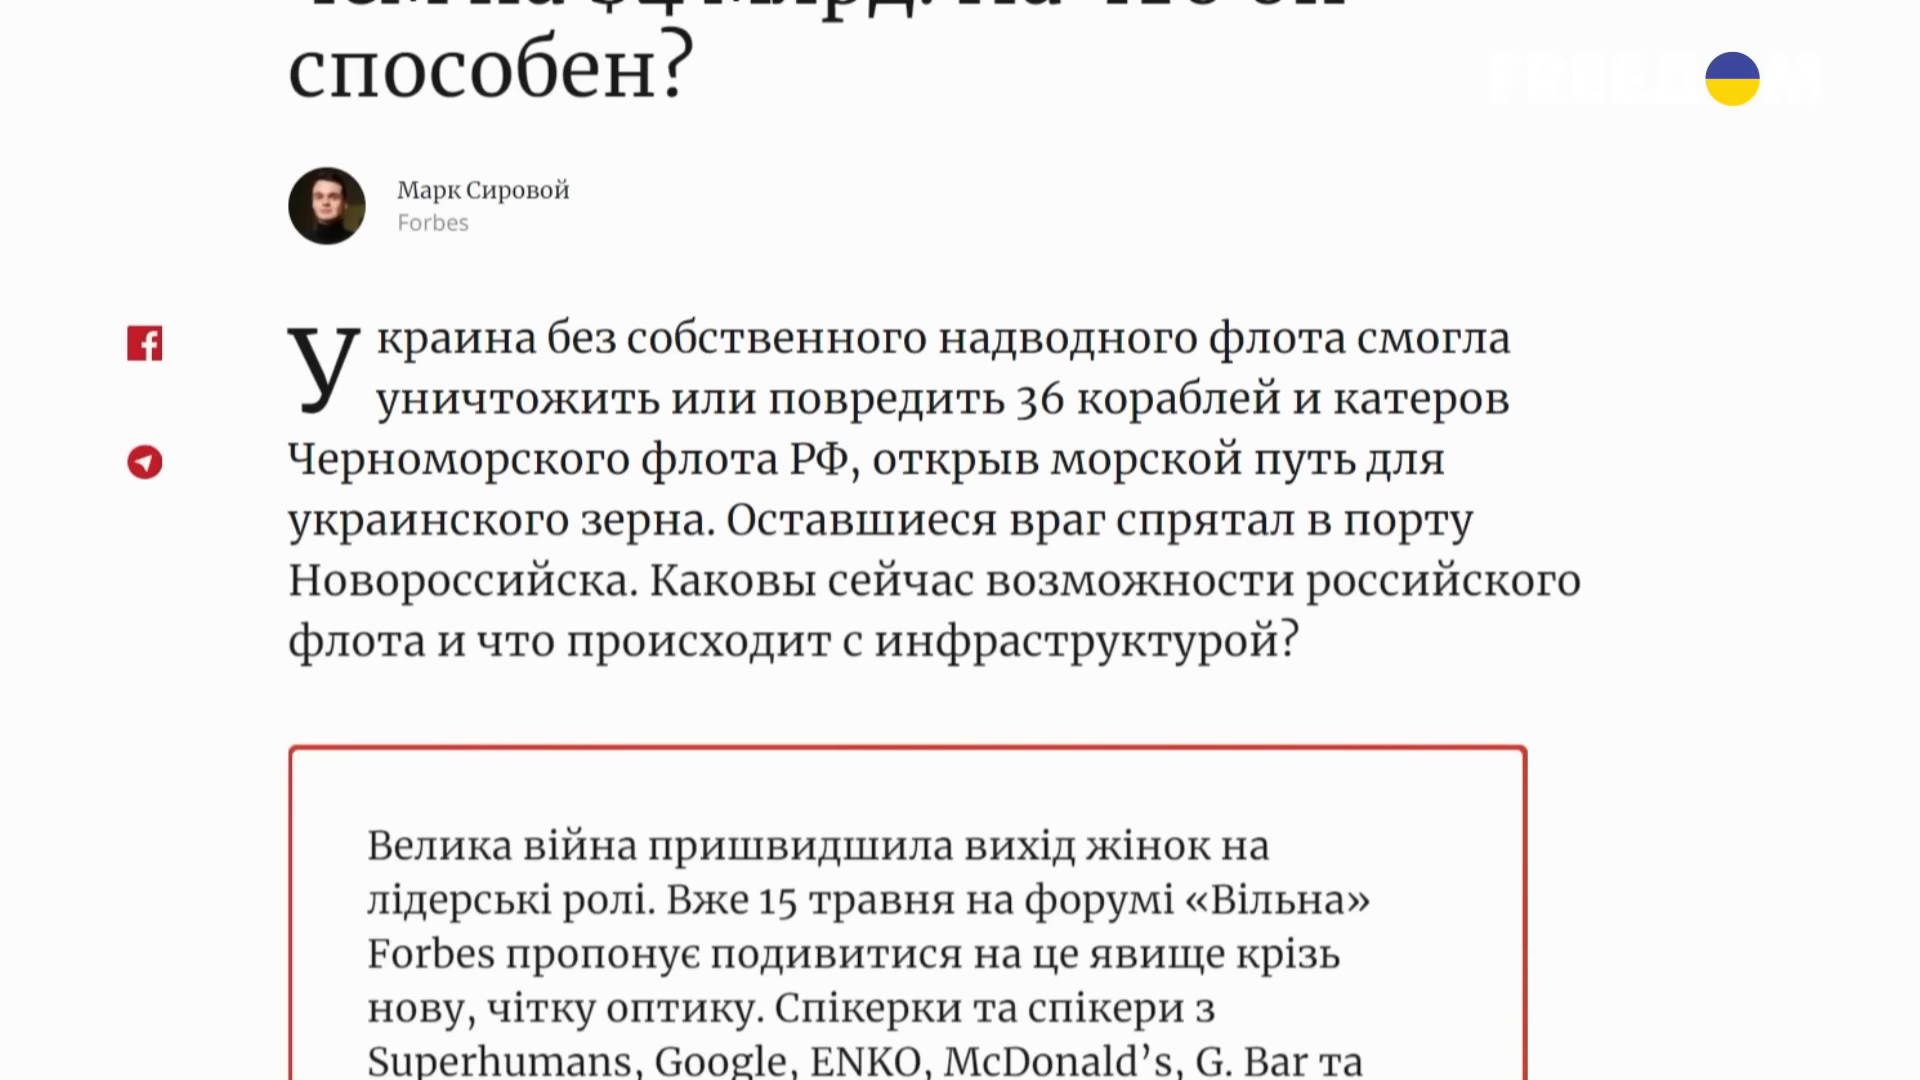 способен?
FREEDOM
Марк Сировой
Forbes
Украина без собственного надводного флота смогла
уничтожить или повредить 36 кораблей и катеров
Черноморского флота РФ, открыв морской путь для
украинского зерна. Оставшиеся враг спрятал в порту
Новороссийска. Каковы сейчас возможности российского
флота и что происходит с инфраструктурой?
Велика війна пришвидшила вихід жінок на
лідерські ролі. Вже 15 травня на форумі «Вільна»
Forbes пропонує подивитися на це явище крізь
нову, чітку оптику. Спікерки та спікери з
Superhumans, Google, ENKO, McDonald’s, G. Bar та